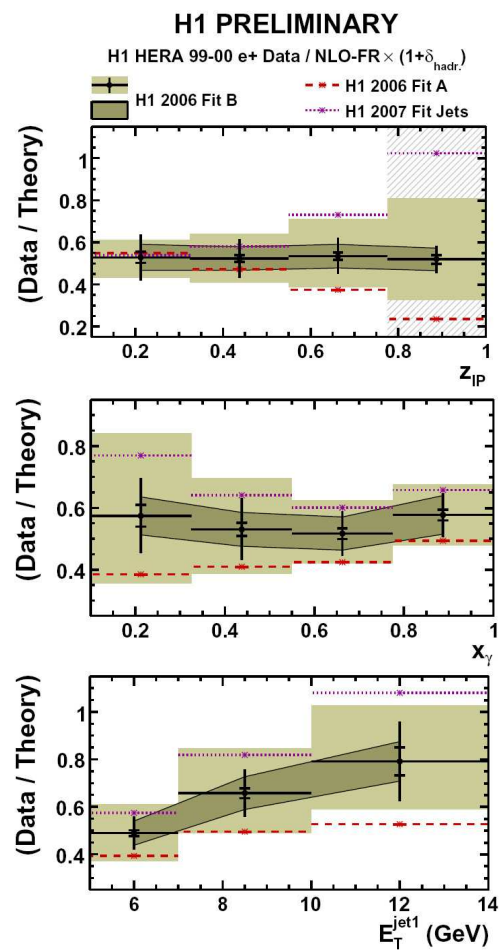 H1 PRELIMINARY
H1 HERA 99-00 e+ Data / NLO-FR × (1+δhadr.)
H1 2006 Fit B
H1 2006 Fit A
H1 2007 Fit Jets
(Data / Theory)
1
0.8
0.6
0.4
0.2
0.2 0.4 0.6 0.8 1
zIP
(Data / Theory)
0.8
0.6
0.4
0.2 0.4 0.6 0.8 1
xγ
(Data / Theory)
1
0.8
0.6
0.4
6 8 10 12 14
ETjet1 (GeV)